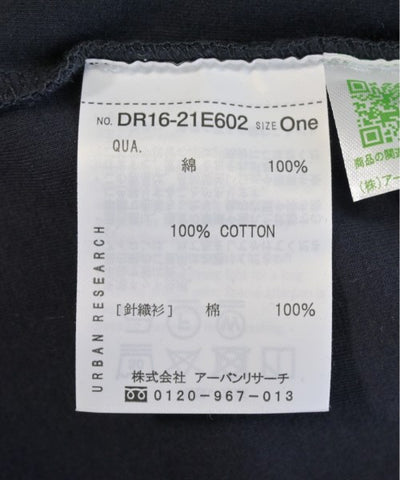 NO. DR16-21E602 SIZE One
QUA.
綿 100%
100% COTTON
[針織衫] 棉 100%
URBAN RESEARCH
株式会社 アーバンリサーチ
0120-967-013
商品の関連
(株)アー